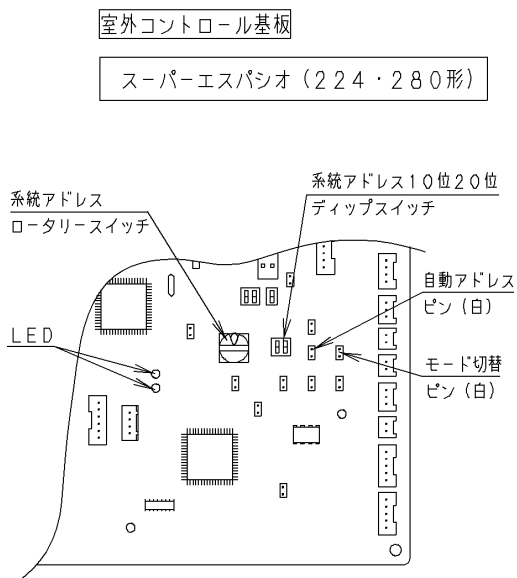 室外コントロール基板
スーパーエスパシオ（２２４・２８０形）
系統アドレス
ロータリースイッチ
系統アドレス１０位２０位
ディップスイッチ
自動アドレス
ピン（白）
ＬＥＤ
モード切替
ピン（白）